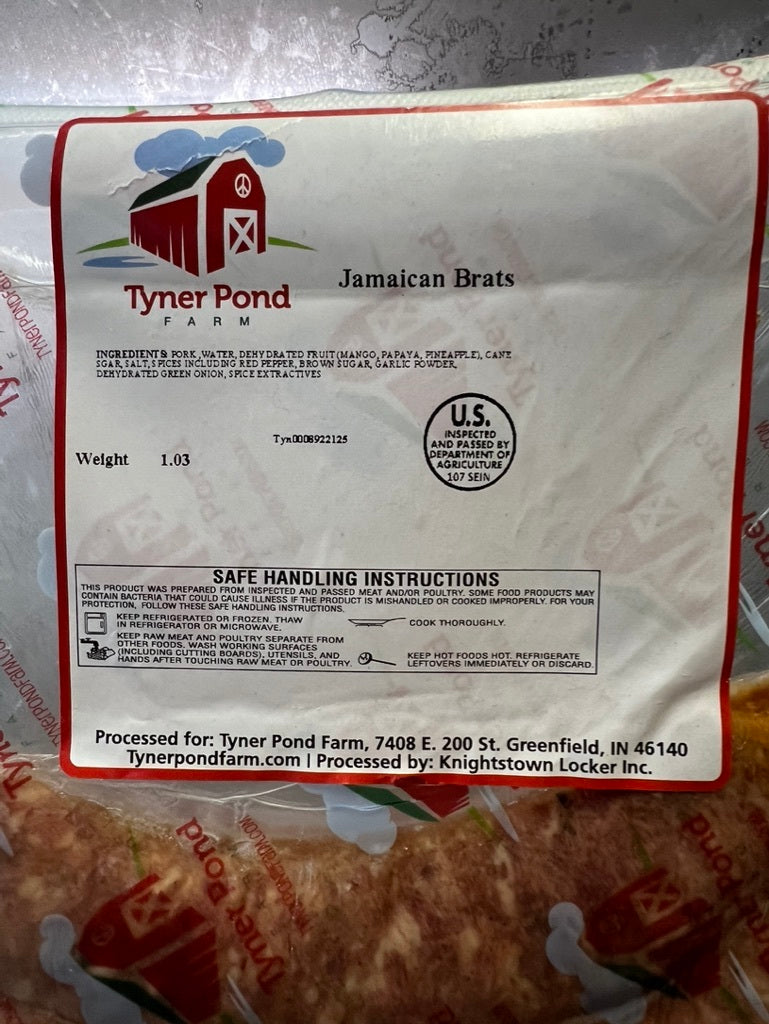 Tyner Pond
FARM
Jamaican Brats
INGREDIENTS: PORK, WATER, DEHYDRATED FRUIT (MANGO, PAPAYA, PINEAPPLE), CANE
SGAR, SALT, SPICES INCLUDING RED PEPPER, BROWN SUGAR, GARLIC POWDER,
DEHYDRATED GREEN ONION, SPICE EXTRACTIVES
Tyn0008922125
Weight 1.03
U.S.
INSPECTED
AND PASSED BY
DEPARTMENT OF
AGRICULTURE
107 SEIN
SAFE HANDLING INSTRUCTIONS
THIS PRODUCT WAS PREPARED FROM INSPECTED AND PASSED MEAT AND/OR POULTRY. SOME FOOD PRODUCTS MAY
CONTAIN BACTERIA THAT COULD CAUSE ILLNESS IF THE PRODUCT IS MISHANDLED OR COOKED IMPROPERLY. FOR YOUR
PROTECTION, FOLLOW THESE SAFE HANDLING INSTRUCTIONS.
KEEP REFRIGERATED OR FROZEN. THAW
IN REFRIGERATOR OR MICROWAVE.
COOK THOROUGHLY.
KEEP RAW MEAT AND POULTRY SEPARATE FROM
OTHER FOODS. WASH WORKING SURFACES
(INCLUDING CUTTING BOARDS), UTENSILS, AND
HANDS AFTER TOUCHING RAW MEAT OR POULTRY.
KEEP HOT FOODS HOT. REFRIGERATE
LEFTOVERS IMMEDIATELY OR DISCARD.
Processed for: Tyner Pond Farm, 7408 E. 200 St. Greenfield, IN 46140
Tynerpondfarm.com | Processed by: Knightstown Locker Inc.
Tyner Pond
TYNERPONDFARM.COM
Tyner Pond